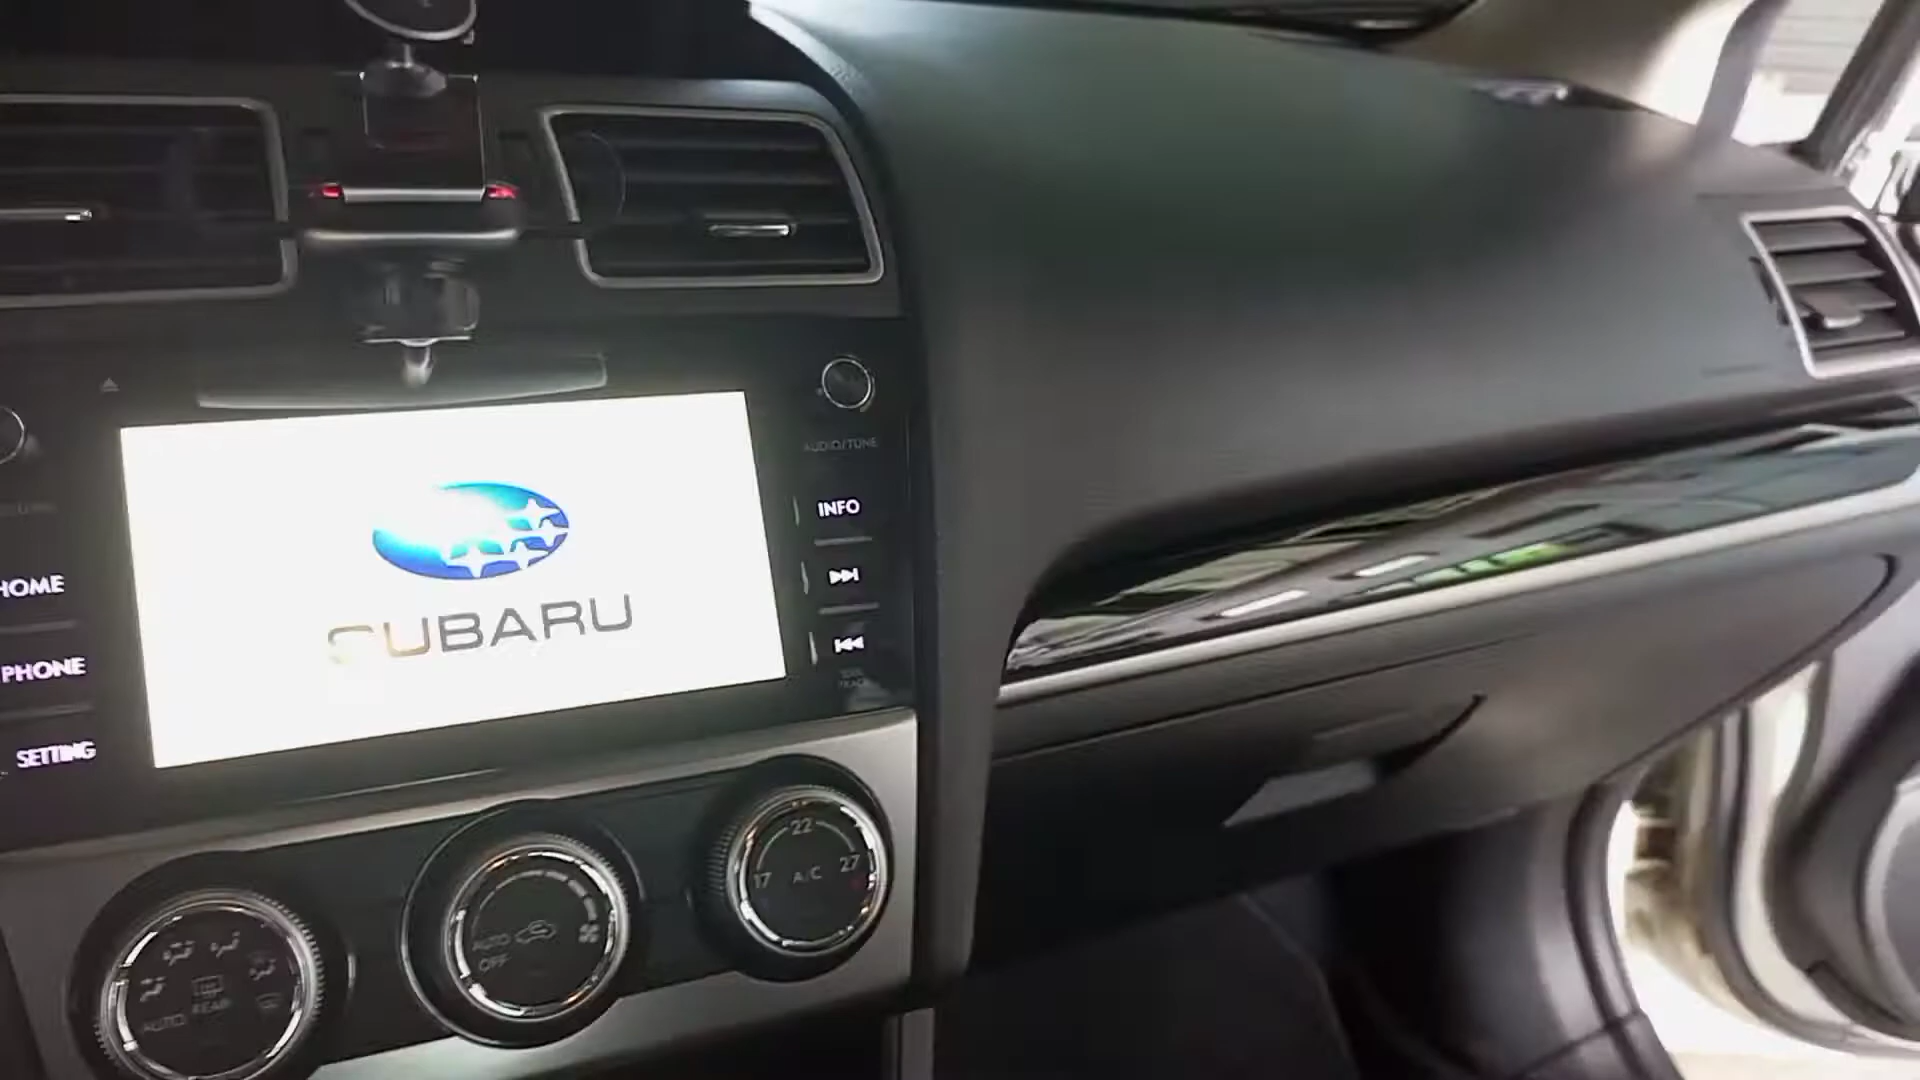 AUDIO/TUNE
INFO
HOME
SUBARU
PHONE
SETTING
22
17
A/C
27
AUTO
OFF
REAR
AUTO